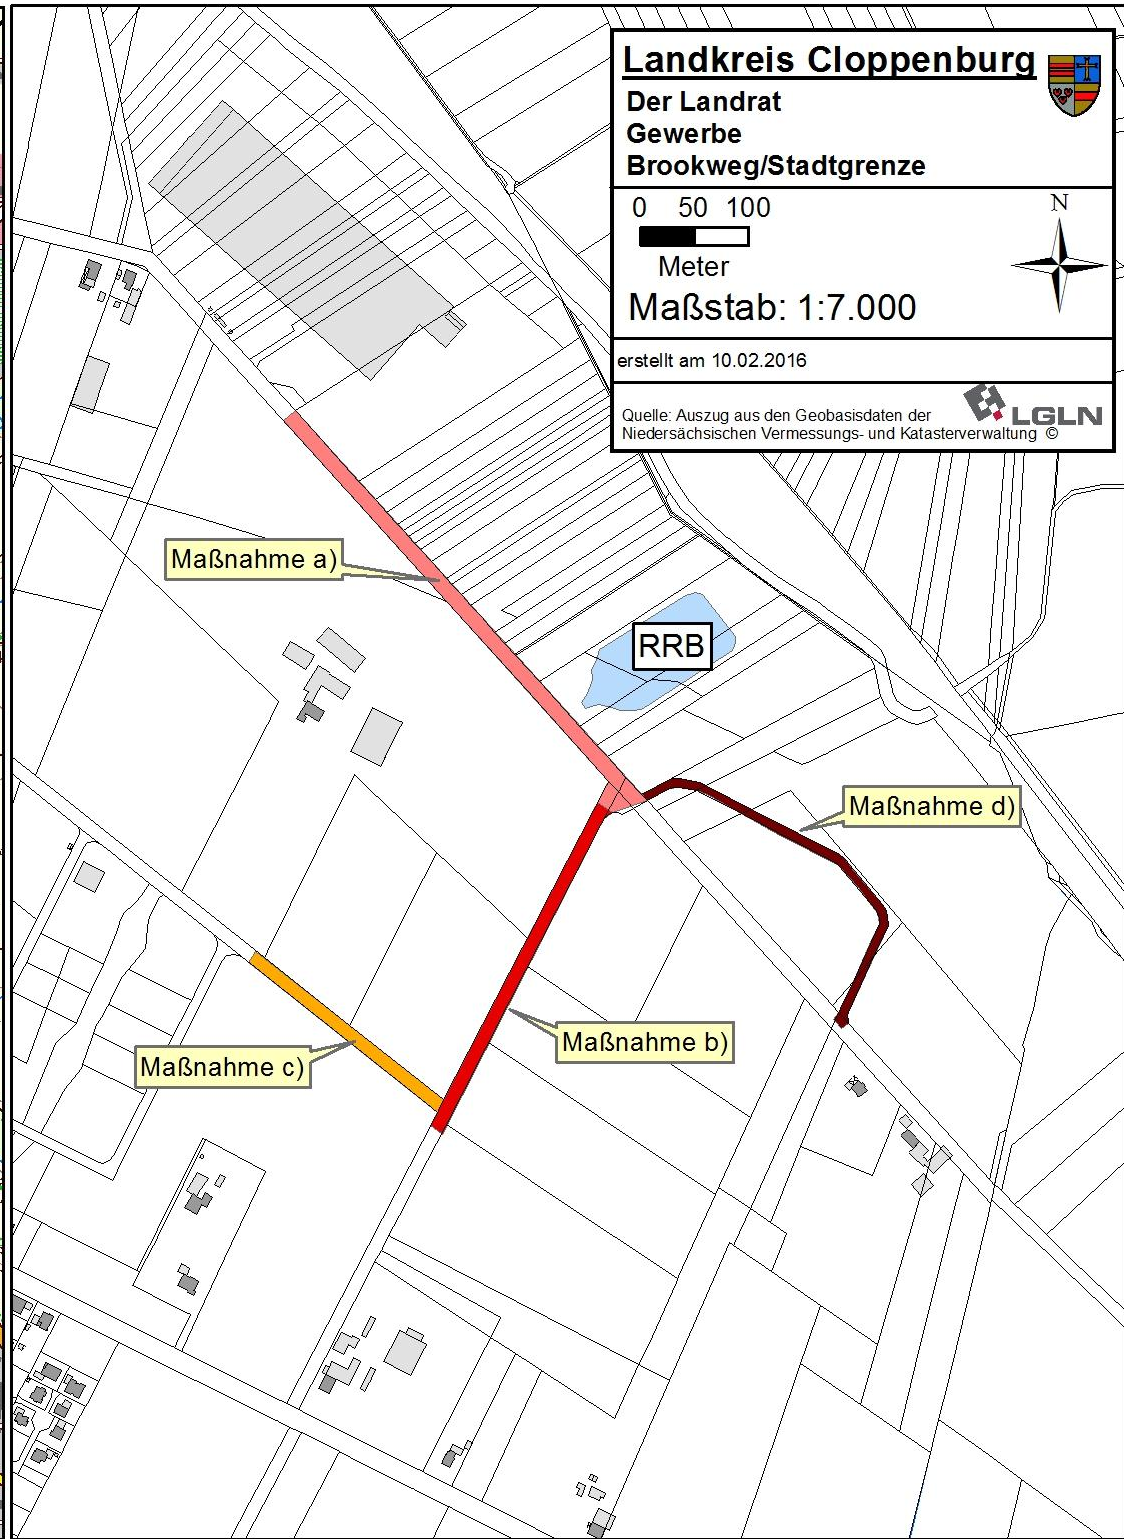 Landkreis Cloppenburg
Der Landrat
Gewerbe
Brookweg/Stadtgrenze
0 50 100
Meter
N
Maßstab: 1:7.000
erstellt am 10.02.2016
Quelle: Auszug aus den Geobasisdaten der
Niedersächsischen Vermessungs- und Katasterverwaltung ©
LGLN
Maßnahme a)
RRB
Maßnahme d)
Maßnahme b)
Maßnahme c)